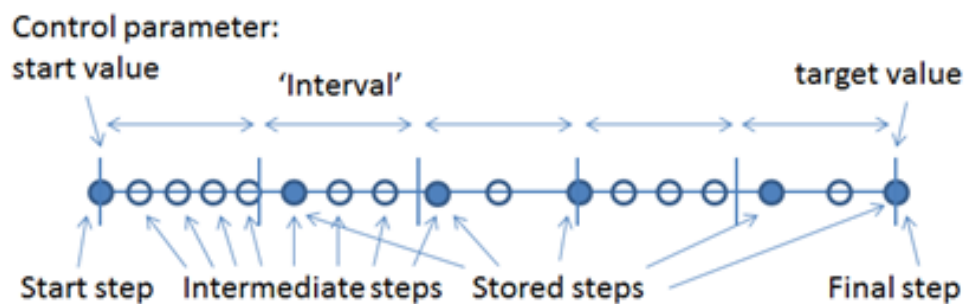 Control parameter:
start value
‘Interval’
target value
Start step
Intermediate steps
Stored steps
Final step